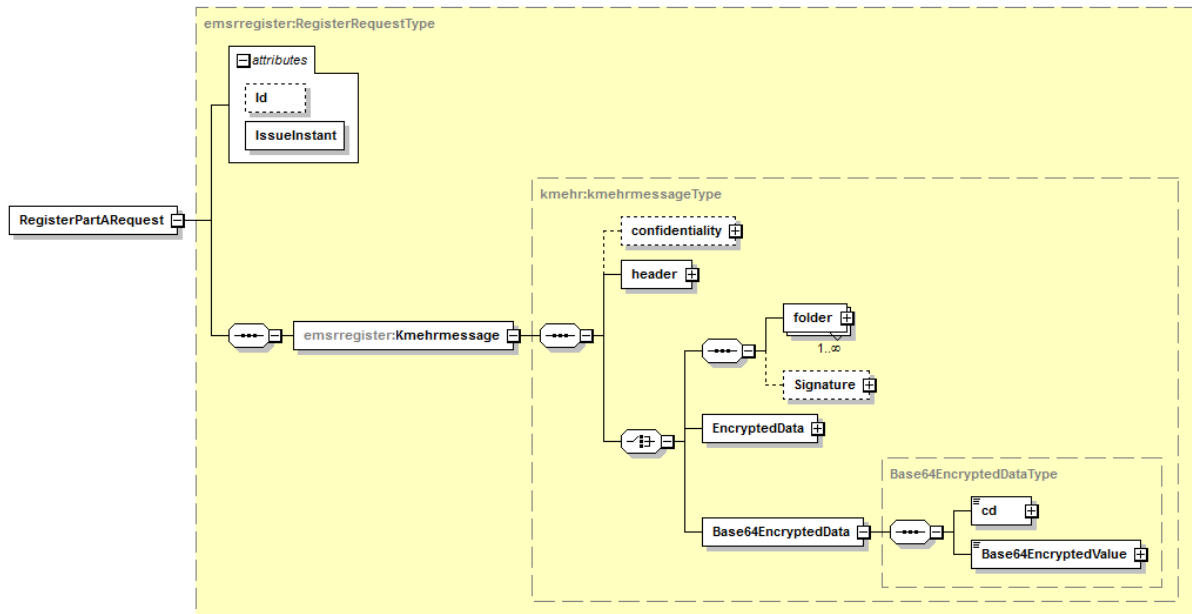 emsrregister:RegisterRequestType
attributes
Id
IssueInstant
RegisterPartARequest
kmehr:kmehrmessageType
confidentiality
header
emsrregister:Kmehrmessage
folder
1..∞
Signature
EncryptedData
Base64EncryptedDataType
cd
Base64EncryptedData
Base64EncryptedValue